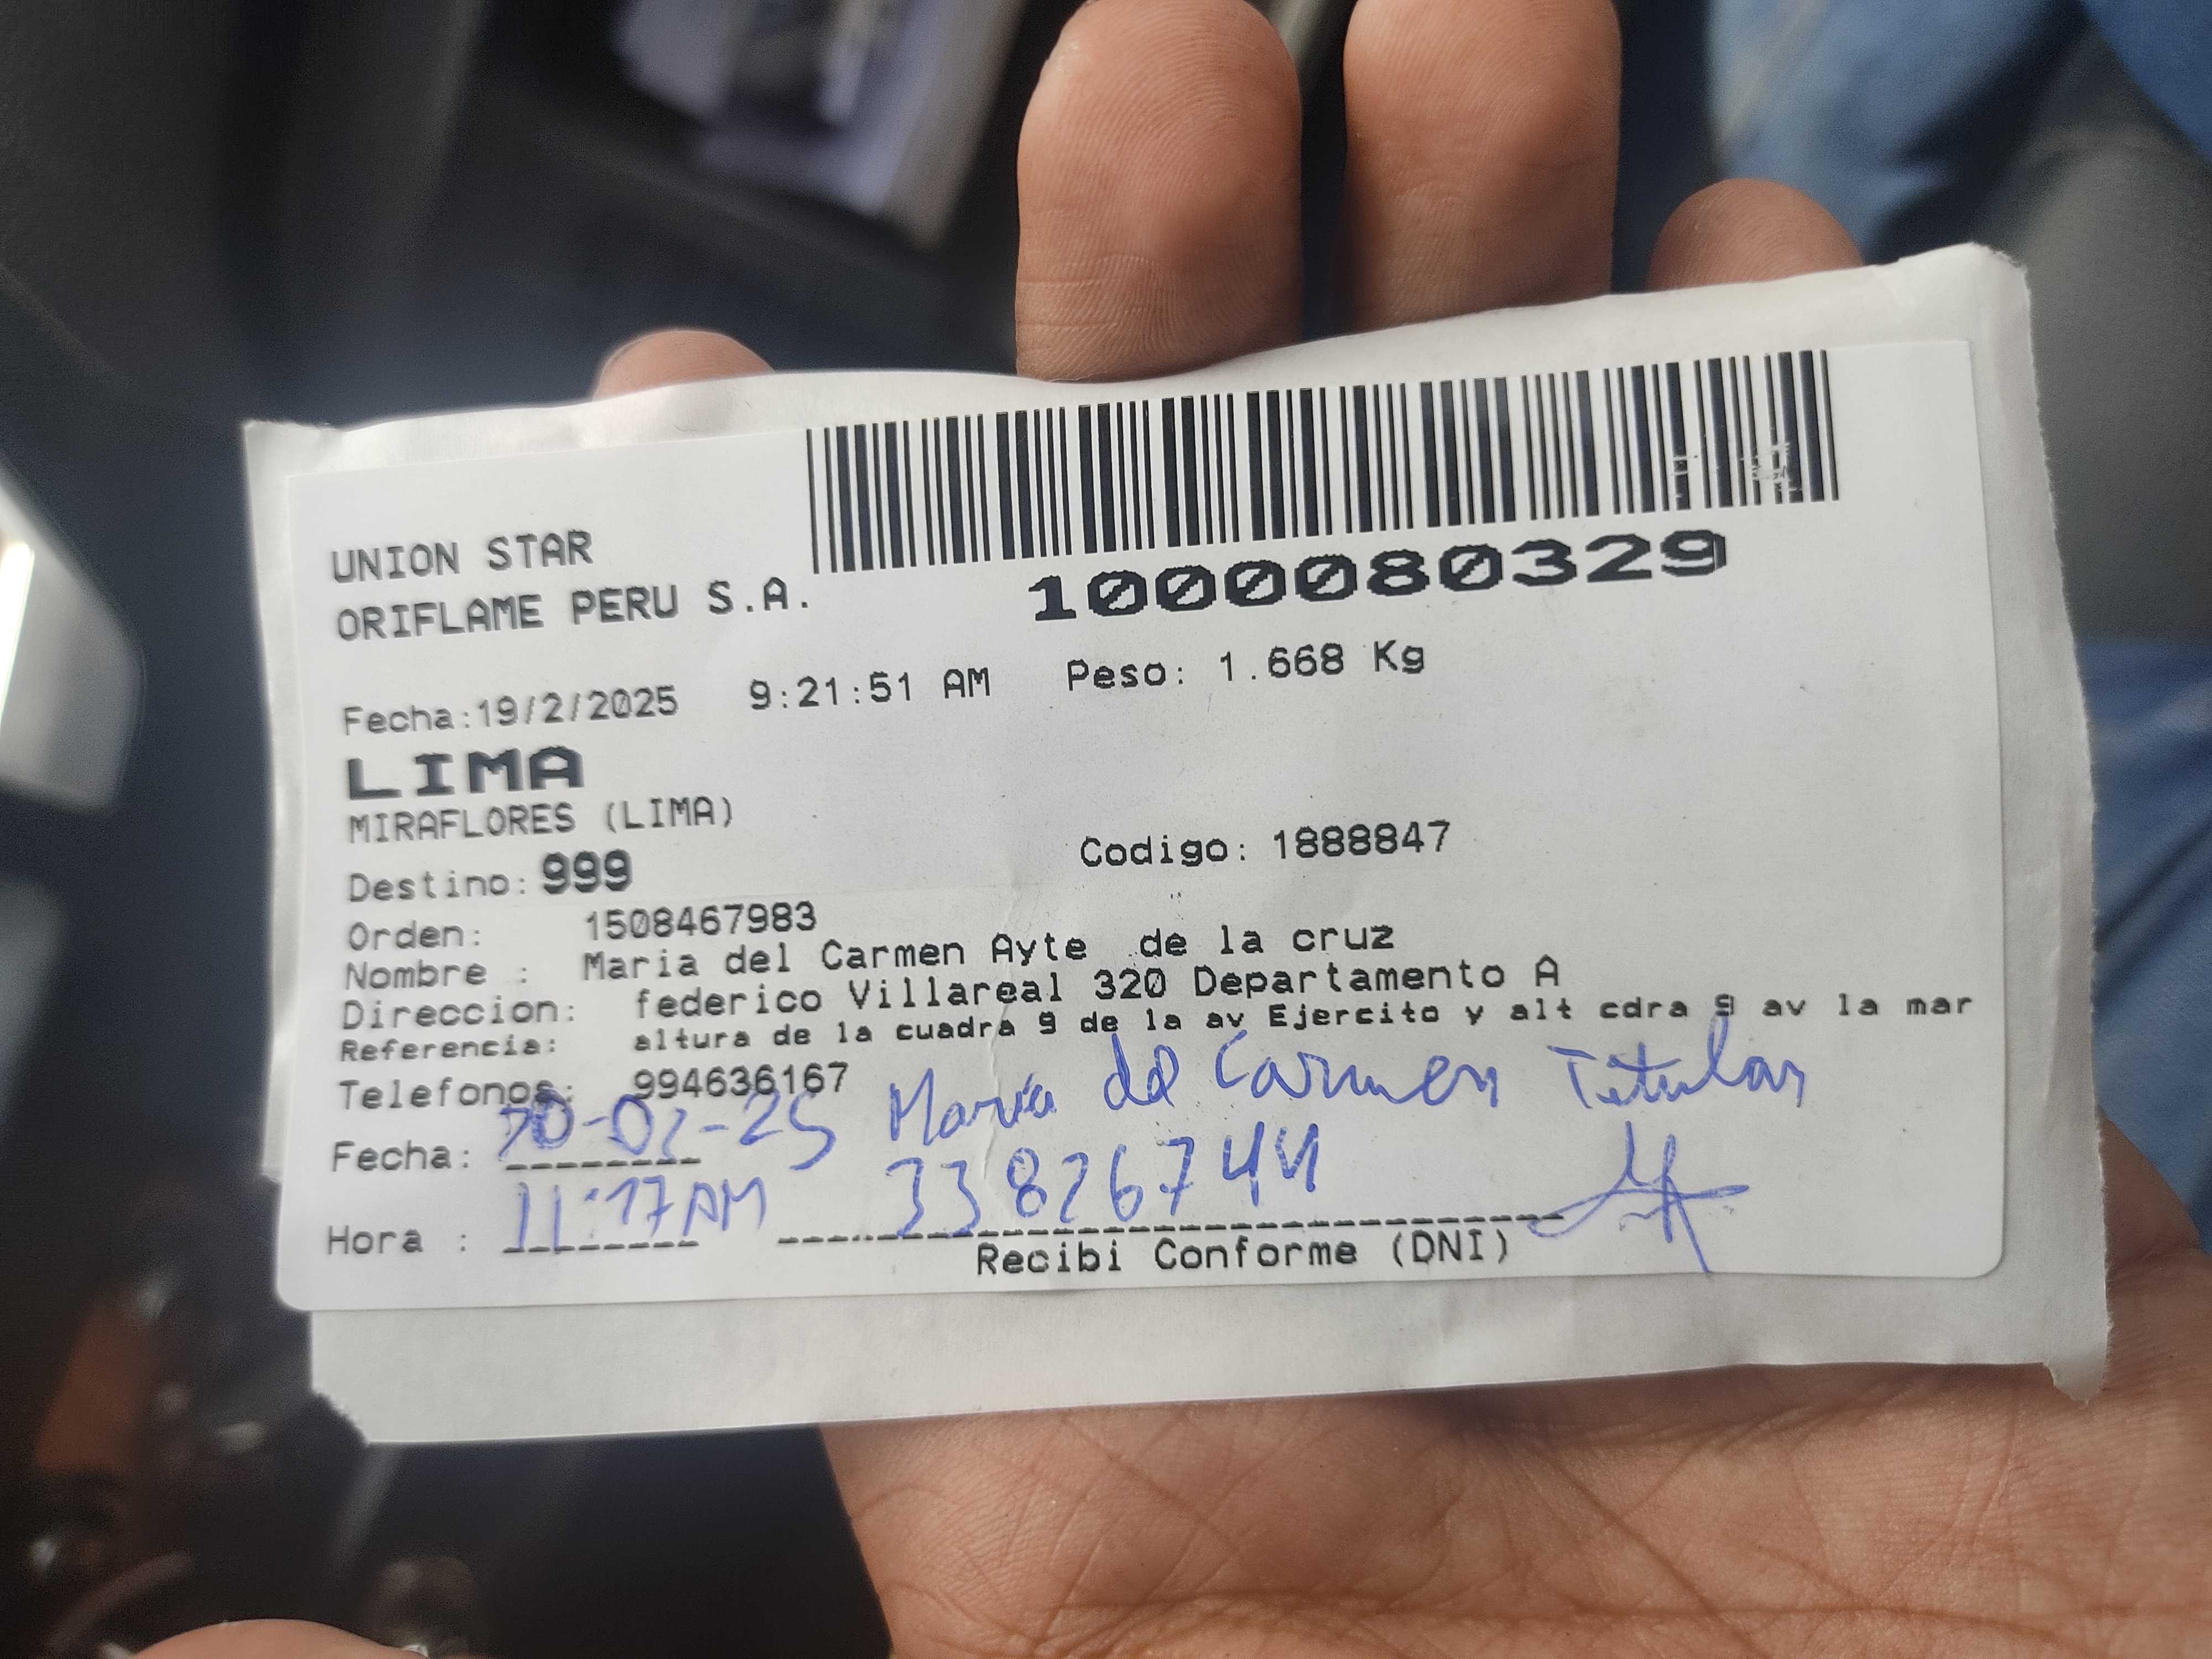 UNION STAR
ORIFLAME PERU S.A.
1000080329
Fecha:19/2/2025 9:21:51 AM Peso: 1.668 Kg
LIMA
MIRAFLORES (LIMA)
Destino: 999 Codigo: 1888847
Orden: 1508467983
Nombre : Maria del Carmen Ayte de la cruz
Direccion: federico Villareal 320 Departamento A
Referencia: altura de la cuadra 9 de la av Ejercito y alt cdra 9 av la mar
Telefonos: 994636167
Maria del Carmen Titular
Fecha: 20-02-25
33826744
Hora : 11:17AM
Recibi Conforme (DNI)